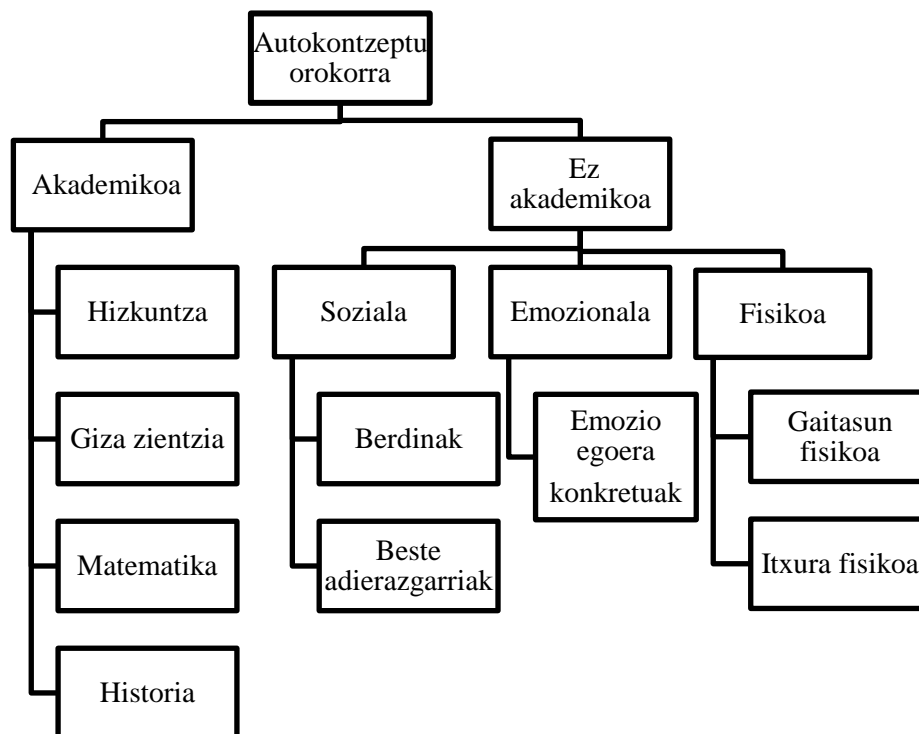 Autokontzeptu
orokorra
Akademikoa
Ez
akademikoa
Hizkuntza
Giza zientzia
Matematika
Historia
Soziala
Berdinak
Beste
adierazgarriak
Emozionala
Emozio
egoera
konkretuak
Fisikoa
Gaitasun
fisikoa
Itxura fisikoa